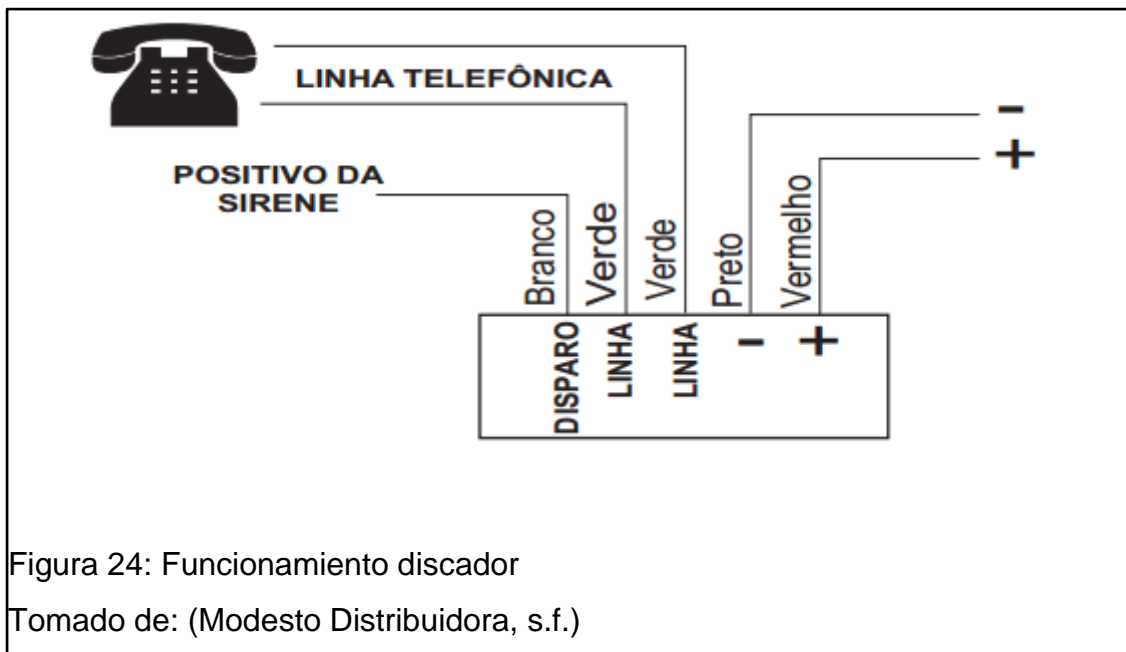 LINHA TELEFÔNICA
-
+
POSITIVO DA
SIRENE
Branco
Verde
Verde
Preto
Vermelho
DISPARO
LINHA
LINHA
-
+
Figura 24: Funcionamiento discador
Tomado de: (Modesto Distribuidora, s.f.)